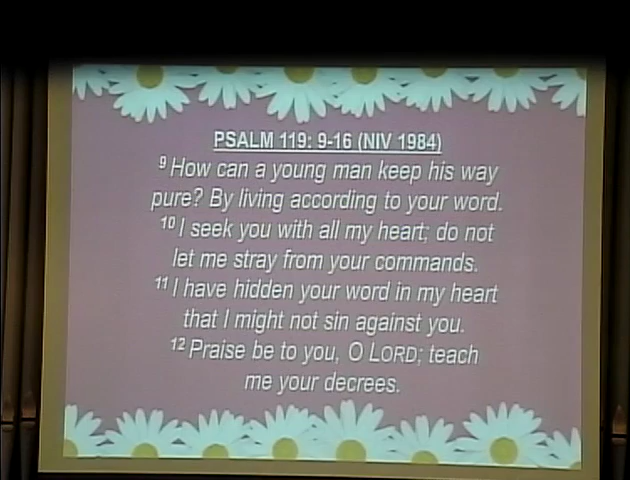 PSALM 119: 9-16 (NIV 1984)
9 How can a young man keep his way
pure? By living according to your word.
10 I seek you with all my heart; do not
let me stray from your commands.
11 I have hidden your word in my heart
that I might not sin against you.
12 Praise be to you, O LORD; teach
me your decrees.